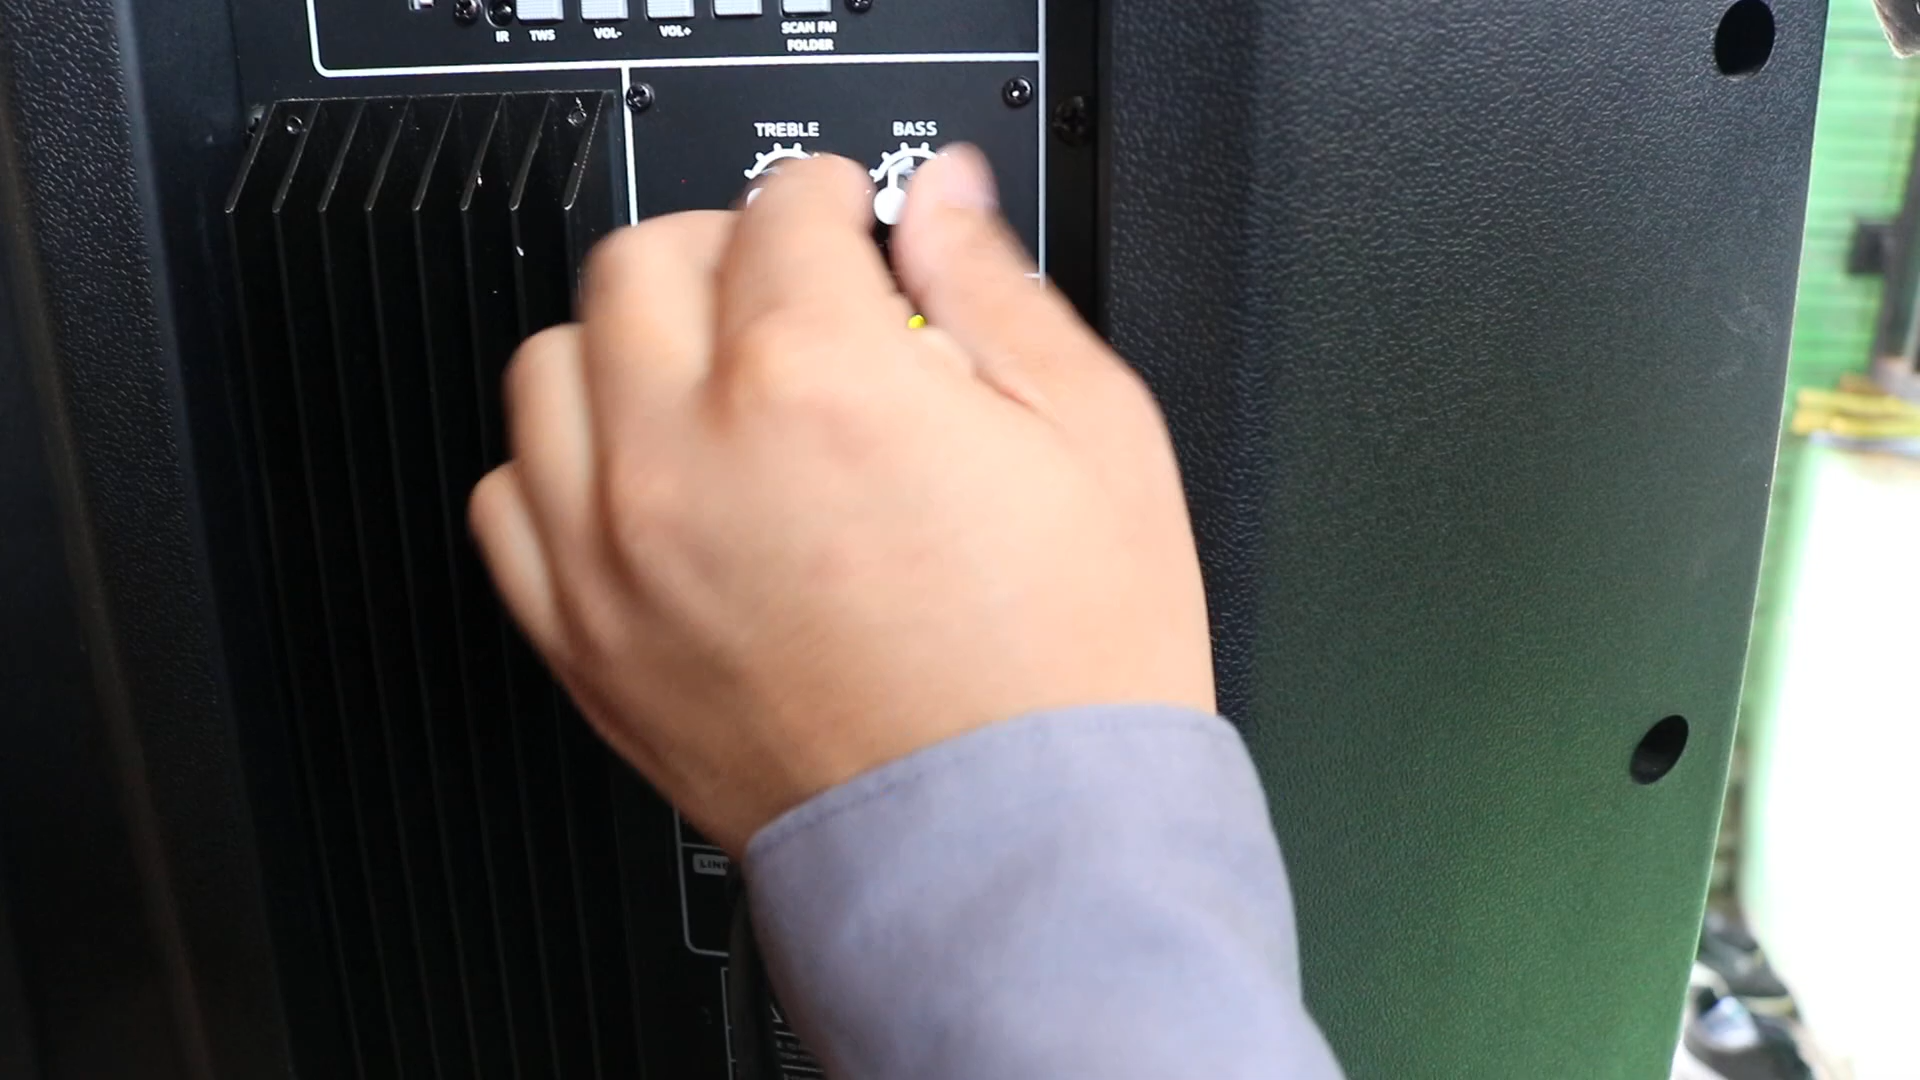 IR
TWS
VOL-
VOL+
SCAN FM
FOLDER
TREBLE
BASS